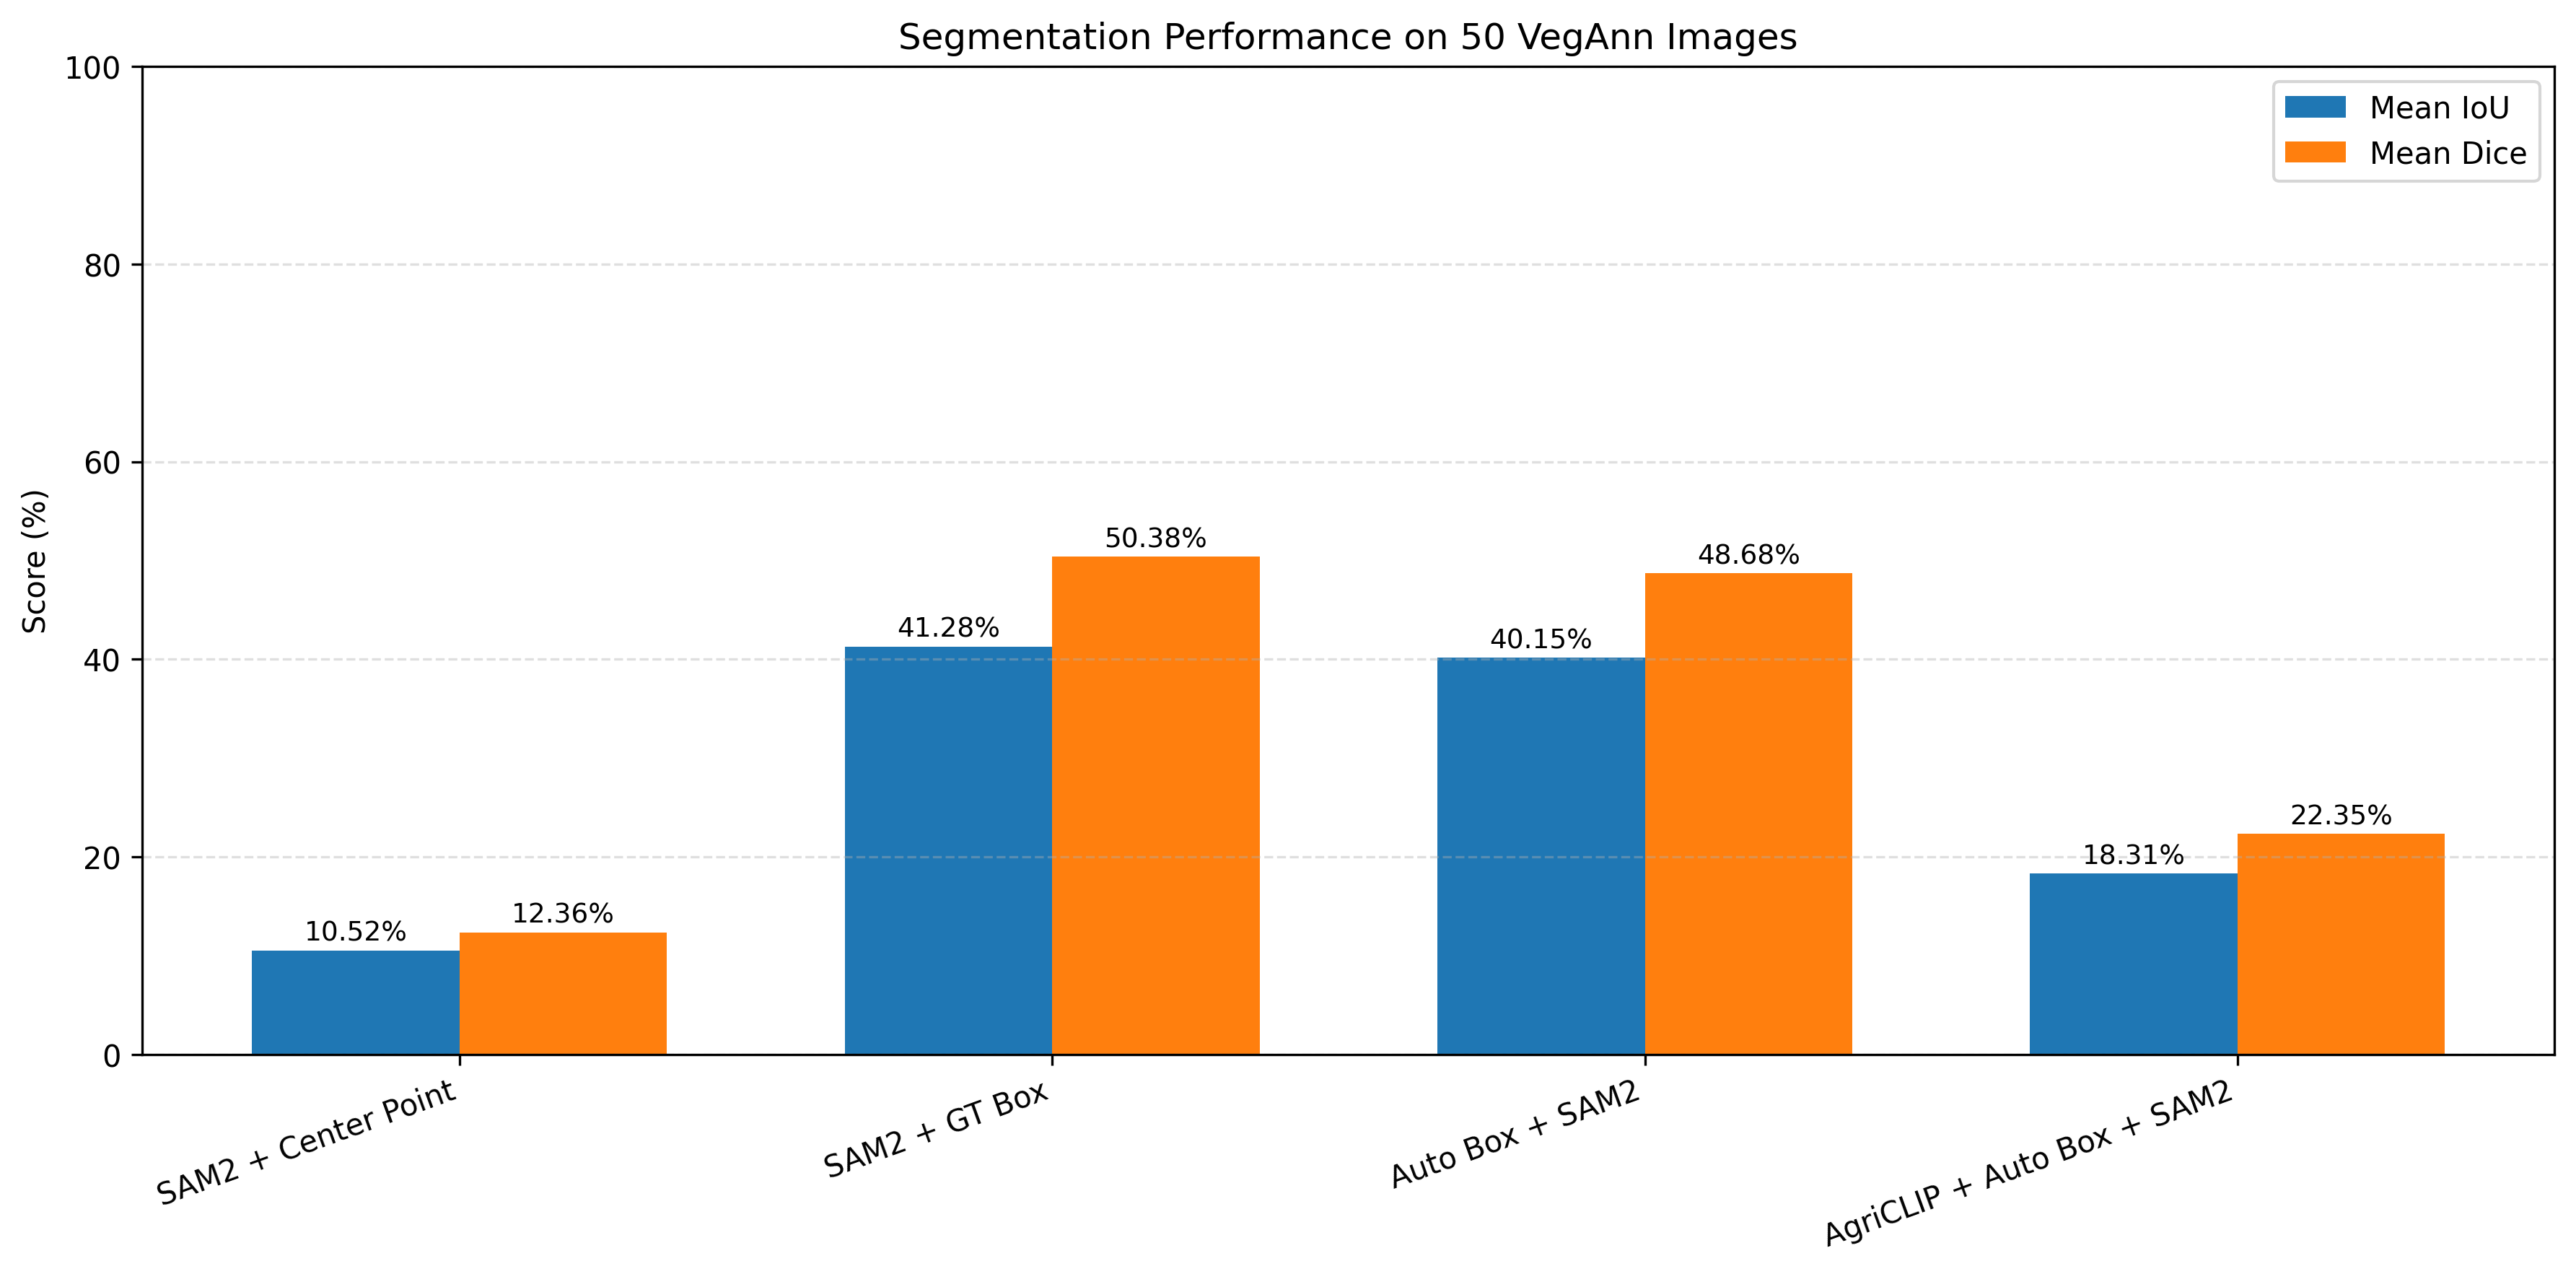 Segmentation Performance on 50 VegAnn Images
Mean IoU
Mean Dice
Score (%)
100
80
60
40
20
0
10.52%
12.36%
41.28%
50.38%
40.15%
48.68%
18.31%
22.35%
SAM2 + Center Point
SAM2 + GT Box
Auto Box + SAM2
AgriCLIP + Auto Box + SAM2